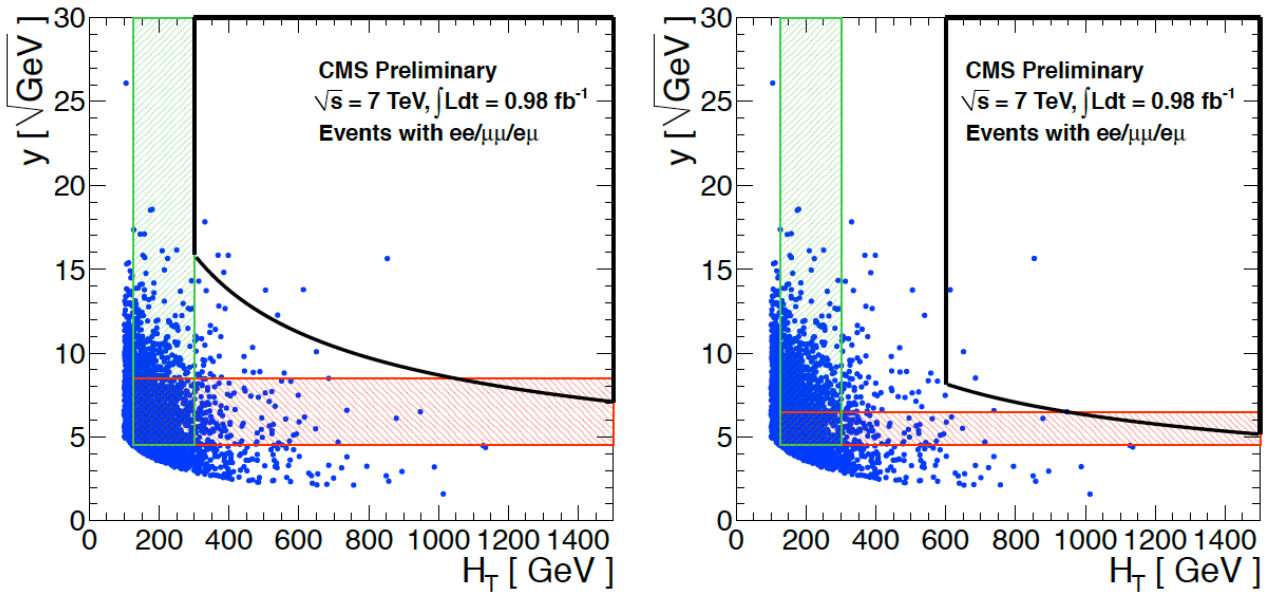 y [ √GeV ]
30
25
20
15
10
5
0
0 200 400 600 800 1000 1200 1400
H_T [ GeV ]
CMS Preliminary
√s = 7 TeV, ∫Ldt = 0.98 fb⁻¹
Events with ee/μμ/eμ
y [ √GeV ]
30
25
20
15
10
5
0
0 200 400 600 800 1000 1200 1400
H_T [ GeV ]
CMS Preliminary
√s = 7 TeV, ∫Ldt = 0.98 fb⁻¹
Events with ee/μμ/eμ